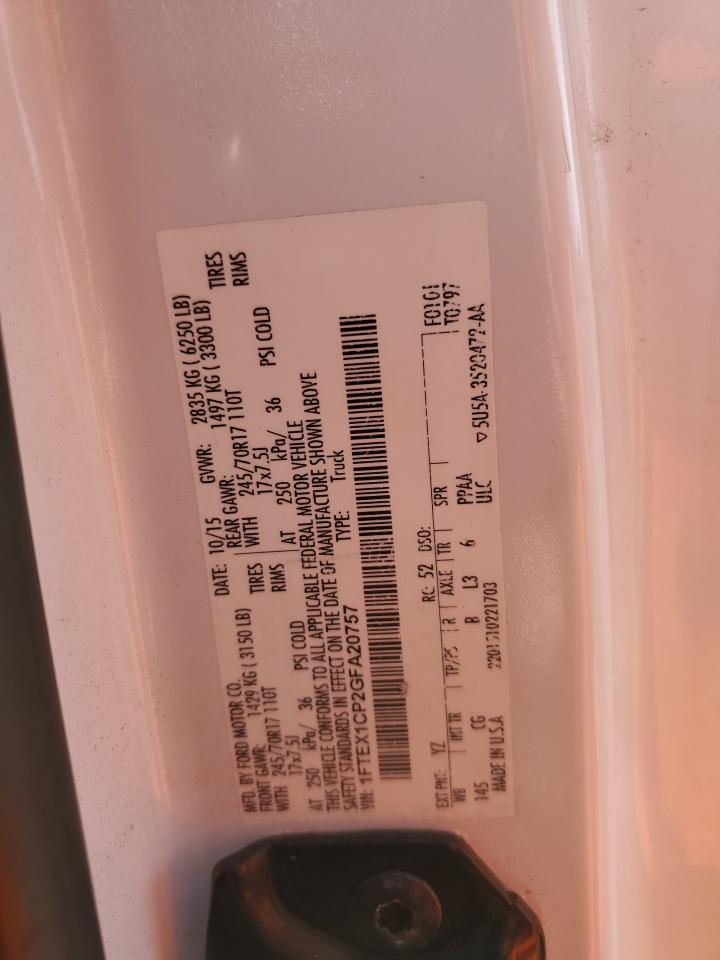 MFD. BY FORD MOTOR CO.
DATE: 10/15 GVWR: 2835 KG ( 6250 LB)
FRONT GAWR: 1429 KG ( 3150 LB) REAR GAWR: 1497 KG ( 3300 LB)
WITH 245/70R17 110T TIRES WITH 245/70R17 110T TIRES
17x7.5J RIMS 17x7.5J RIMS
AT 250 kPa/ 36 PSI COLD AT 250 kPa/ 36 PSI COLD
THIS VEHICLE CONFORMS TO ALL APPLICABLE FEDERAL MOTOR VEHICLE
SAFETY STANDARDS IN EFFECT ON THE DATE OF MANUFACTURE SHOWN ABOVE
VIN: 1FTEX1CP2GFA20757 TYPE: Truck
F0101
T0797
EXT PNT: YZ RC: 52 DSO:
WB INT TR TP/PS R AXLE TR SPR
145 CG B L3 6 PPAA
ULC
MADE IN U.S.A 5U5A-3520472-AA